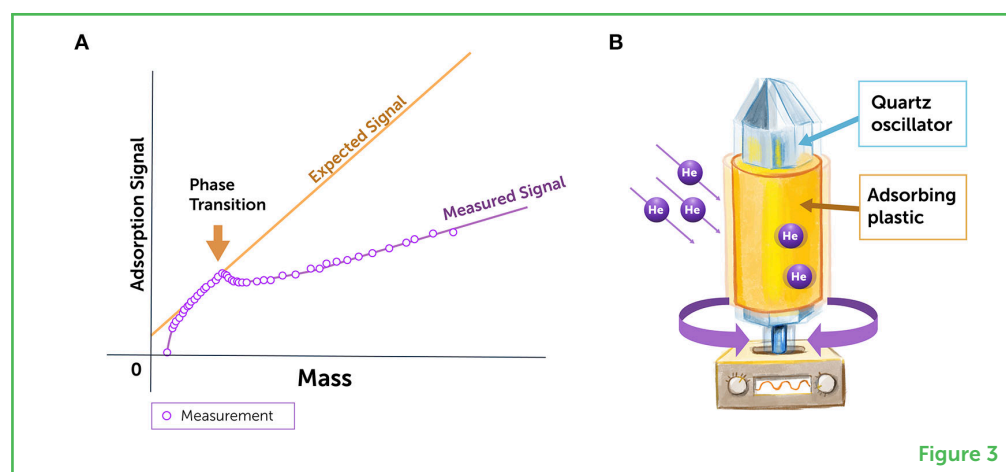 A
Adsorption Signal
Phase
Transition
Expected Signal
Measured Signal
0
Mass
Measurement
B
Quartz
oscillator
Adsorbing
plastic
He
He
He
He
He
Figure 3